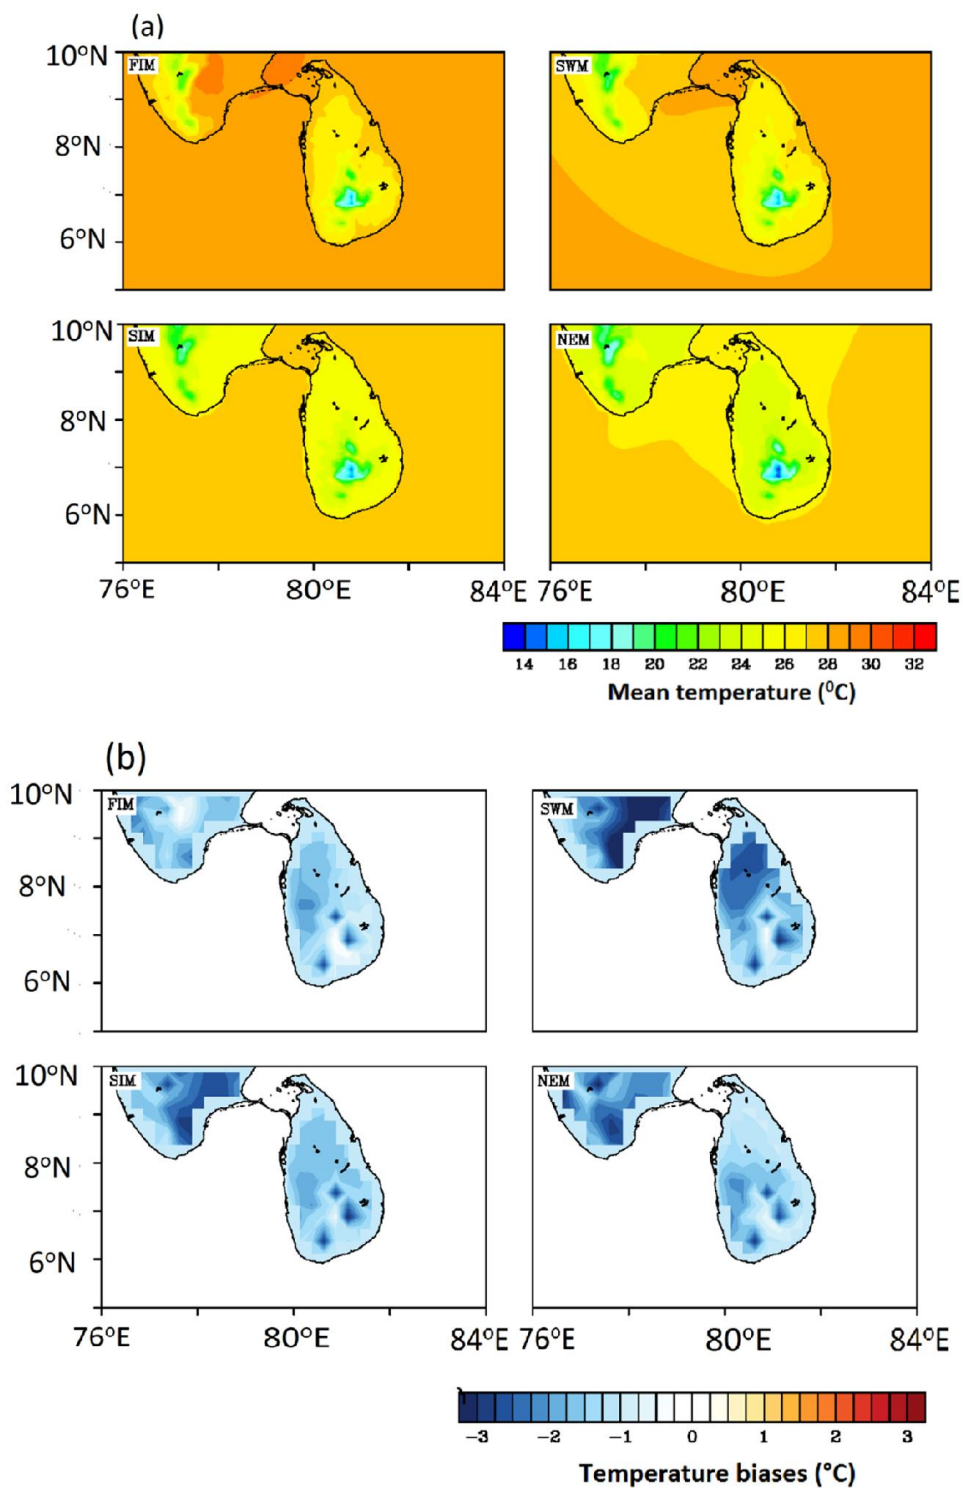 (a)
10°N
FIM
SWM
8°N
6°N
10°N
SIM
NEM
8°N
6°N
76°E 80°E 84°E 76°E 80°E 84°E
14 16 18 20 22 24 26 28 30 32
Mean temperature (⁰C)
(b)
10°N
FIM
SWM
8°N
6°N
10°N
SIM
NEM
8°N
6°N
76°E 80°E 84°E 76°E 80°E 84°E
−3 −2 −1 0 1 2 3
Temperature biases (°C)